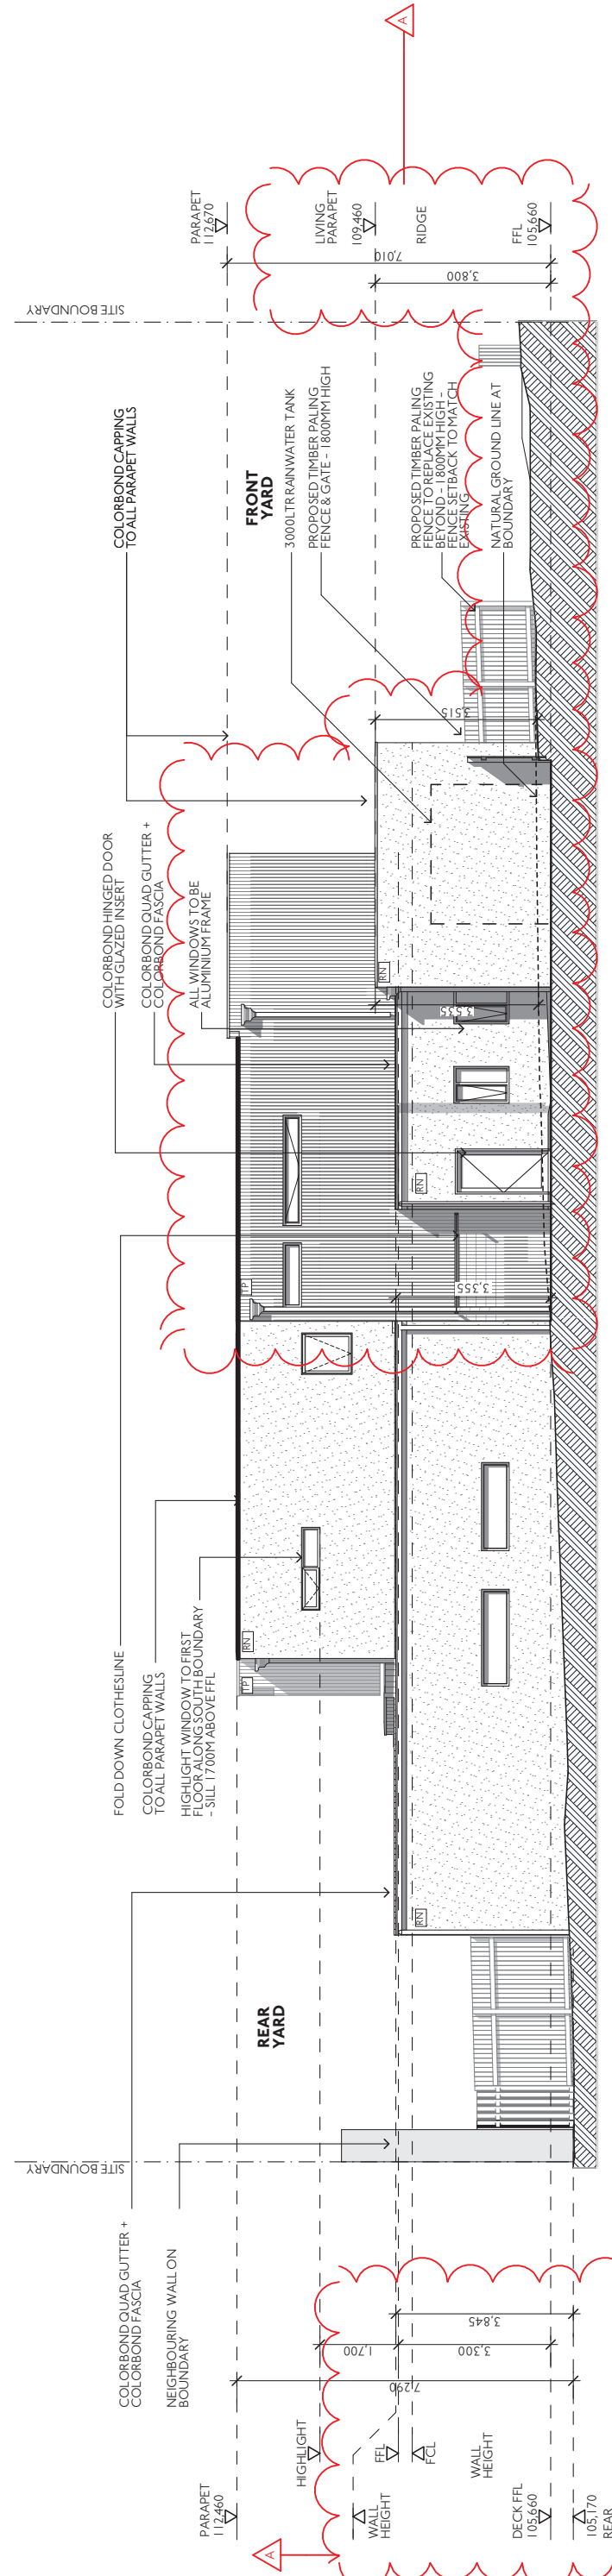 SITE BOUNDARY
COLORBOND QUAD GUTTER +
COLORBOND FASCIA
NEIGHBOURING WALL ON
BOUNDARY
REAR
YARD
FOLD DOWN CLOTHESLINE
COLORBOND CAPPING
TO ALL PARAPET WALLS
HIGHLIGHT WINDOW TO FIRST
FLOOR ALONG SOUTH BOUNDARY
- SILL 1700M ABOVE FFL
COLORBOND HINGED DOOR
WITH GLAZED INSERT
COLORBOND QUAD GUTTER +
COLORBOND FASCIA
ALL WINDOWS TO BE
ALUMINIUM FRAME
COLORBOND CAPPING
TO ALL PARAPET WALLS
FRONT
YARD
3000LTR RAINWATER TANK
PROPOSED TIMBER PALING
FENCE & GATE - 1800MM HIGH
PROPOSED TIMBER PALING
FENCE TO REPLACE EXISTING
BEYOND - 1800MM HIGH -
FENCE SETBACK TO MATCH
EXISTING
NATURAL GROUND LINE AT
BOUNDARY
SITE BOUNDARY
PARAPET
112,670
LIVING
PARAPET
109,460
RIDGE
FFL
105,660
7,010
3,800
A
PARAPET
112,460
HIGHLIGHT
WALL
HEIGHT
FFL
FCL
WALL
HEIGHT
DECK FFL
105,660
105,170
REAR
7,290
1,700
3,300
3,845
A
TP
RN
RN
TP
RN
RN
3,355
3,535
3,515